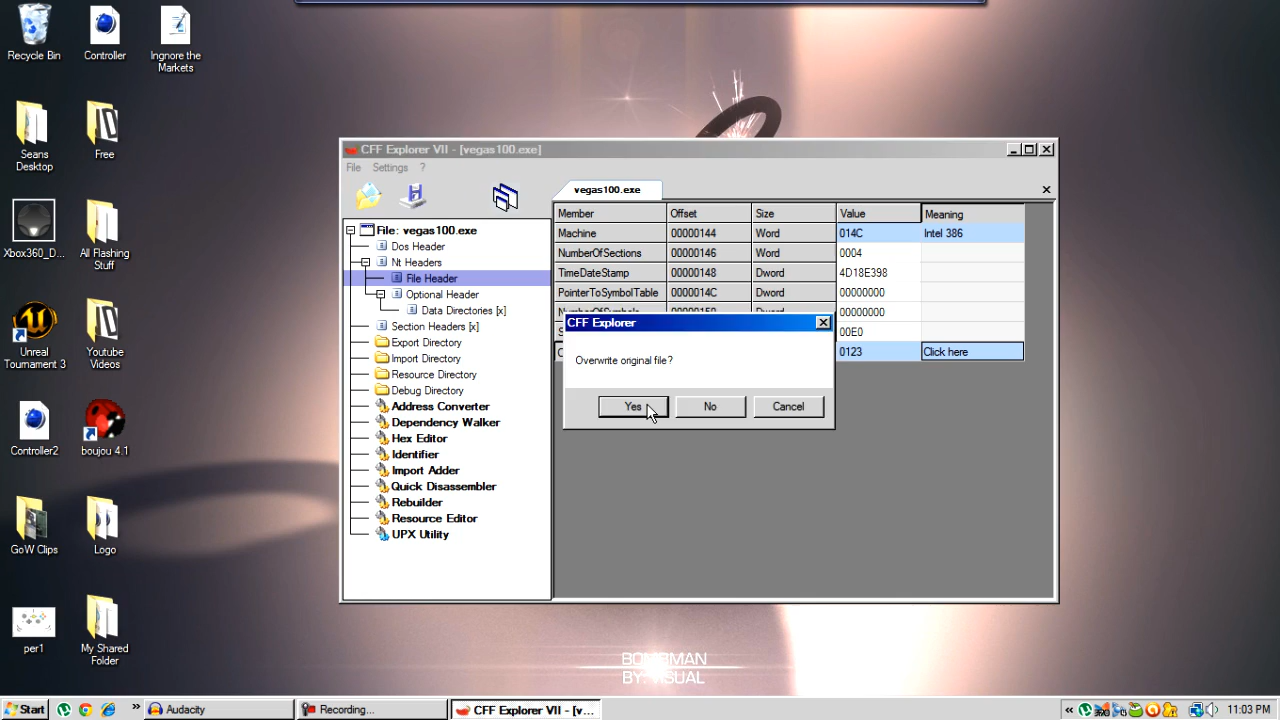 Recycle Bin
Controller
Ingnore the
Markets
Seans
Desktop
Free
Xbox360_D...
All Flashing
Stuff
Unreal
Tournament 3
Youtube
Videos
Controller2
boujou 4.1
GoW Clips
Logo
per1
My Shared
Folder
CFF Explorer VII - [vegas100.exe]
File Settings ?
vegas100.exe
File: vegas100.exe
Dos Header
Nt Headers
File Header
Optional Header
Data Directories [x]
Section Headers [x]
Export Directory
Import Directory
Resource Directory
Debug Directory
Address Converter
Dependency Walker
Hex Editor
Identifier
Import Adder
Quick Disassembler
Rebuilder
Resource Editor
UPX Utility
Member Offset Size Value Meaning
Machine 00000144 Word 014C Intel 386
NumberOfSections 00000146 Word 0004
TimeDateStamp 00000148 Dword 4D18E398
PointerToSymbolTable 0000014C Dword 00000000
NumberOfSymbols 00000150 Dword 00000000
00E0
0123 Click here
CFF Explorer
Overwrite original file?
Yes No Cancel
BY: VISUAL
Start
Audacity
Recording...
CFF Explorer VII - [v...
11:03 PM